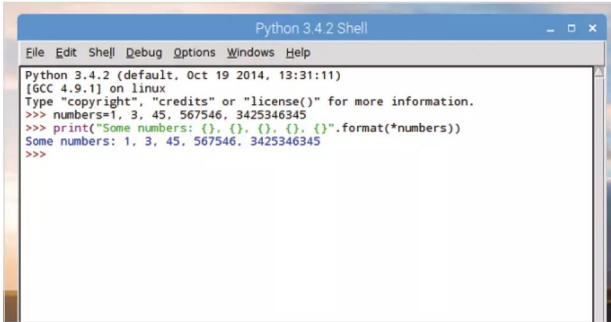 Python 3.4.2 Shell
File Edit Shell Debug Options Windows Help
Python 3.4.2 (default, Oct 19 2014, 13:31:11)
[GCC 4.9.1] on linux
Type "copyright", "credits" or "license()" for more information.
>>> numbers=1, 3, 45, 567546, 3425346345
>>> print("Some numbers: {}, {}, {}, {}, {}".format(*numbers))
Some numbers: 1, 3, 45, 567546, 3425346345
>>>